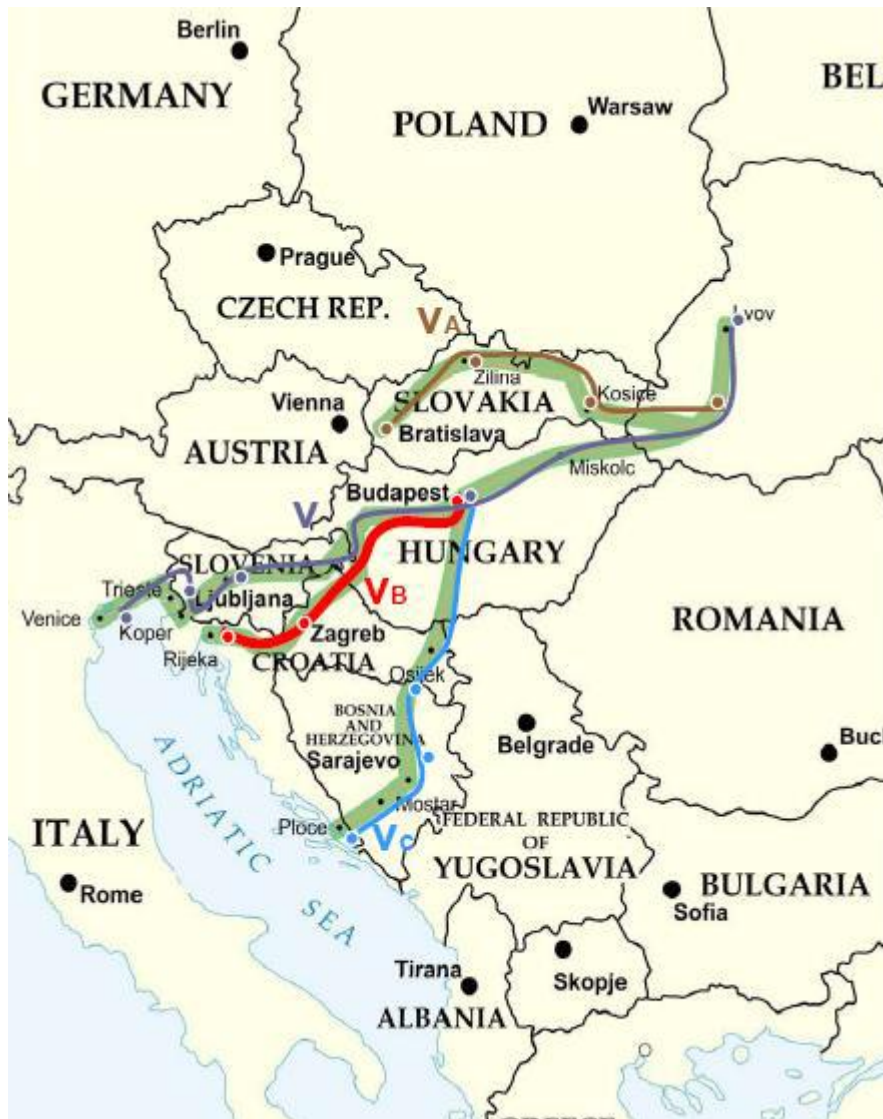 Berlin
GERMANY
POLAND
Warsaw
BEL
Prague
CZECH REP.
VA
Lvov
Zilina
Kosice
SLOVAKIA
Vienna
Bratislava
AUSTRIA
Miskolc
Budapest
V
HUNGARY
SLOVENIA
Trieste
Ljubljana
VB
Venice
Koper
Zagreb
Rijeka
CROATIA
ROMANIA
Osijek
BOSNIA
AND
HERZEGOVINA
Sarajevo
Belgrade
Buch
Mostar
Ploce
VC
FEDERAL REPUBLIC
OF
YUGOSLAVIA
ADRIATIC
SEA
ITALY
Rome
BULGARIA
Sofia
Tirana
Skopje
ALBANIA